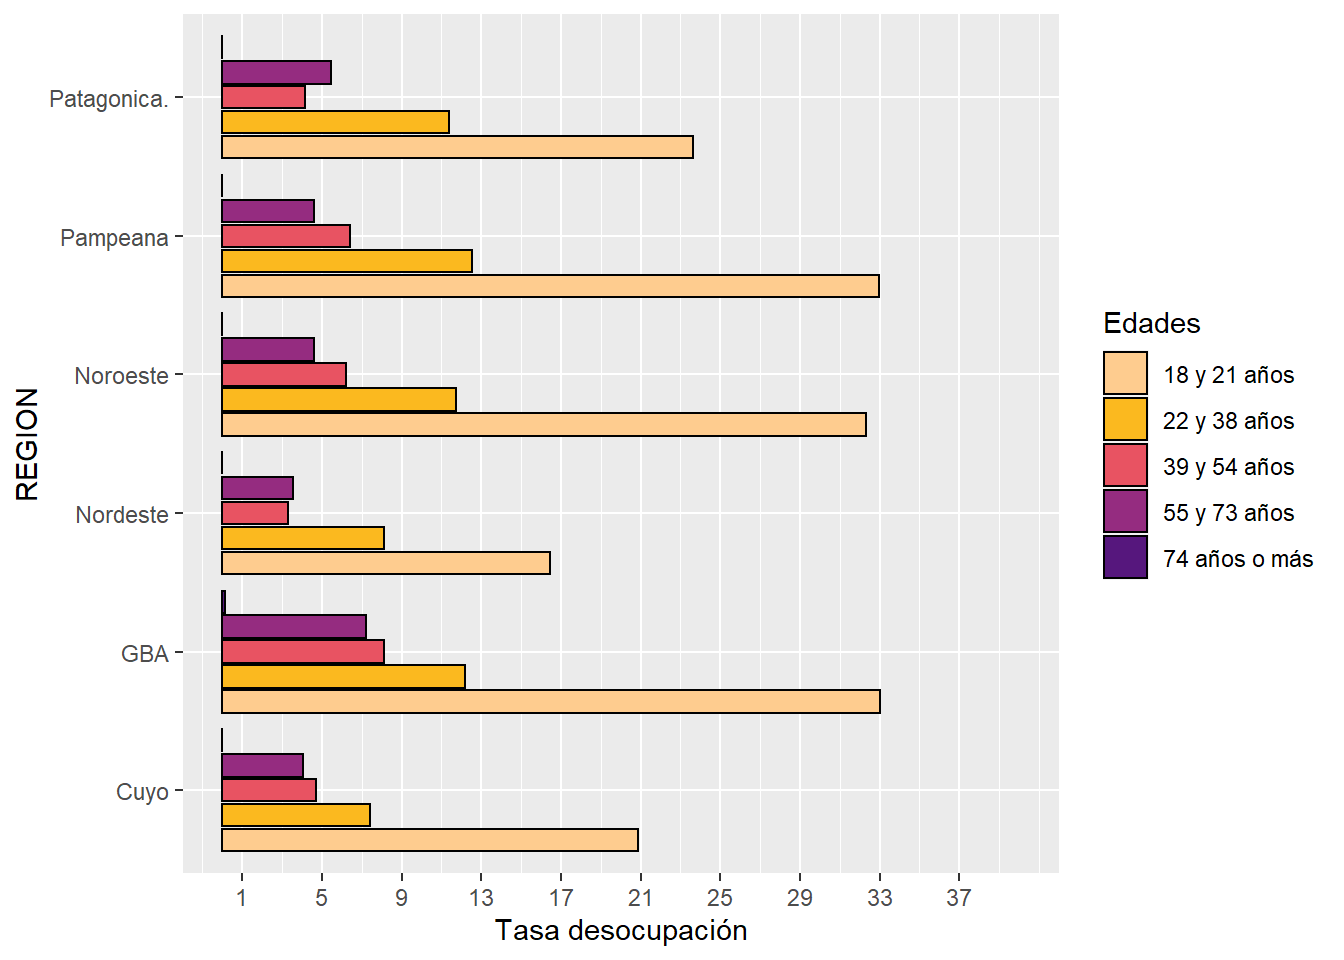 Patagonica.
Pampeana
Noroeste
Nordeste
GBA
Cuyo
REGION
1 5 9 13 17 21 25 29 33 37
Tasa desocupación
Edades
18 y 21 años
22 y 38 años
39 y 54 años
55 y 73 años
74 años o más